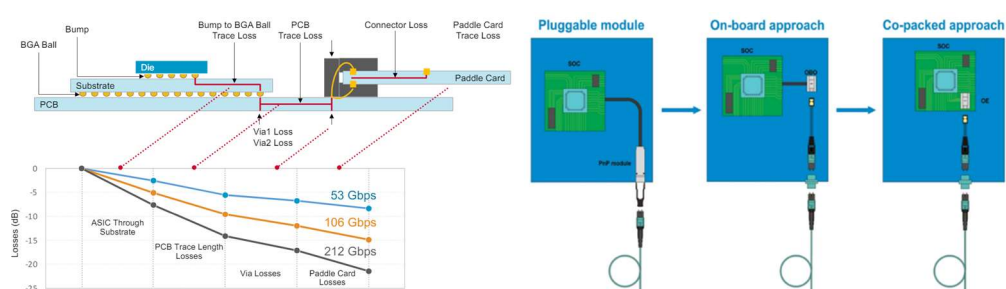 Bump to BGA Ball
Trace Loss
PCB
Trace Loss
Connector Loss
Paddle Card
Trace Loss
Bump
BGA Ball
Die
Substrate
PCB
Paddle Card
Via1 Loss
Via2 Loss
Losses (dB)
0
-5
-10
-15
-20
-25
53 Gbps
106 Gbps
212 Gbps
ASIC Through
Substrate
PCB Trace Length
Losses
Via Losses
Paddle Card
Losses
Pluggable module
SOC
PnP module
On-board approach
SOC
OBO
Co-packed approach
SOC
OE